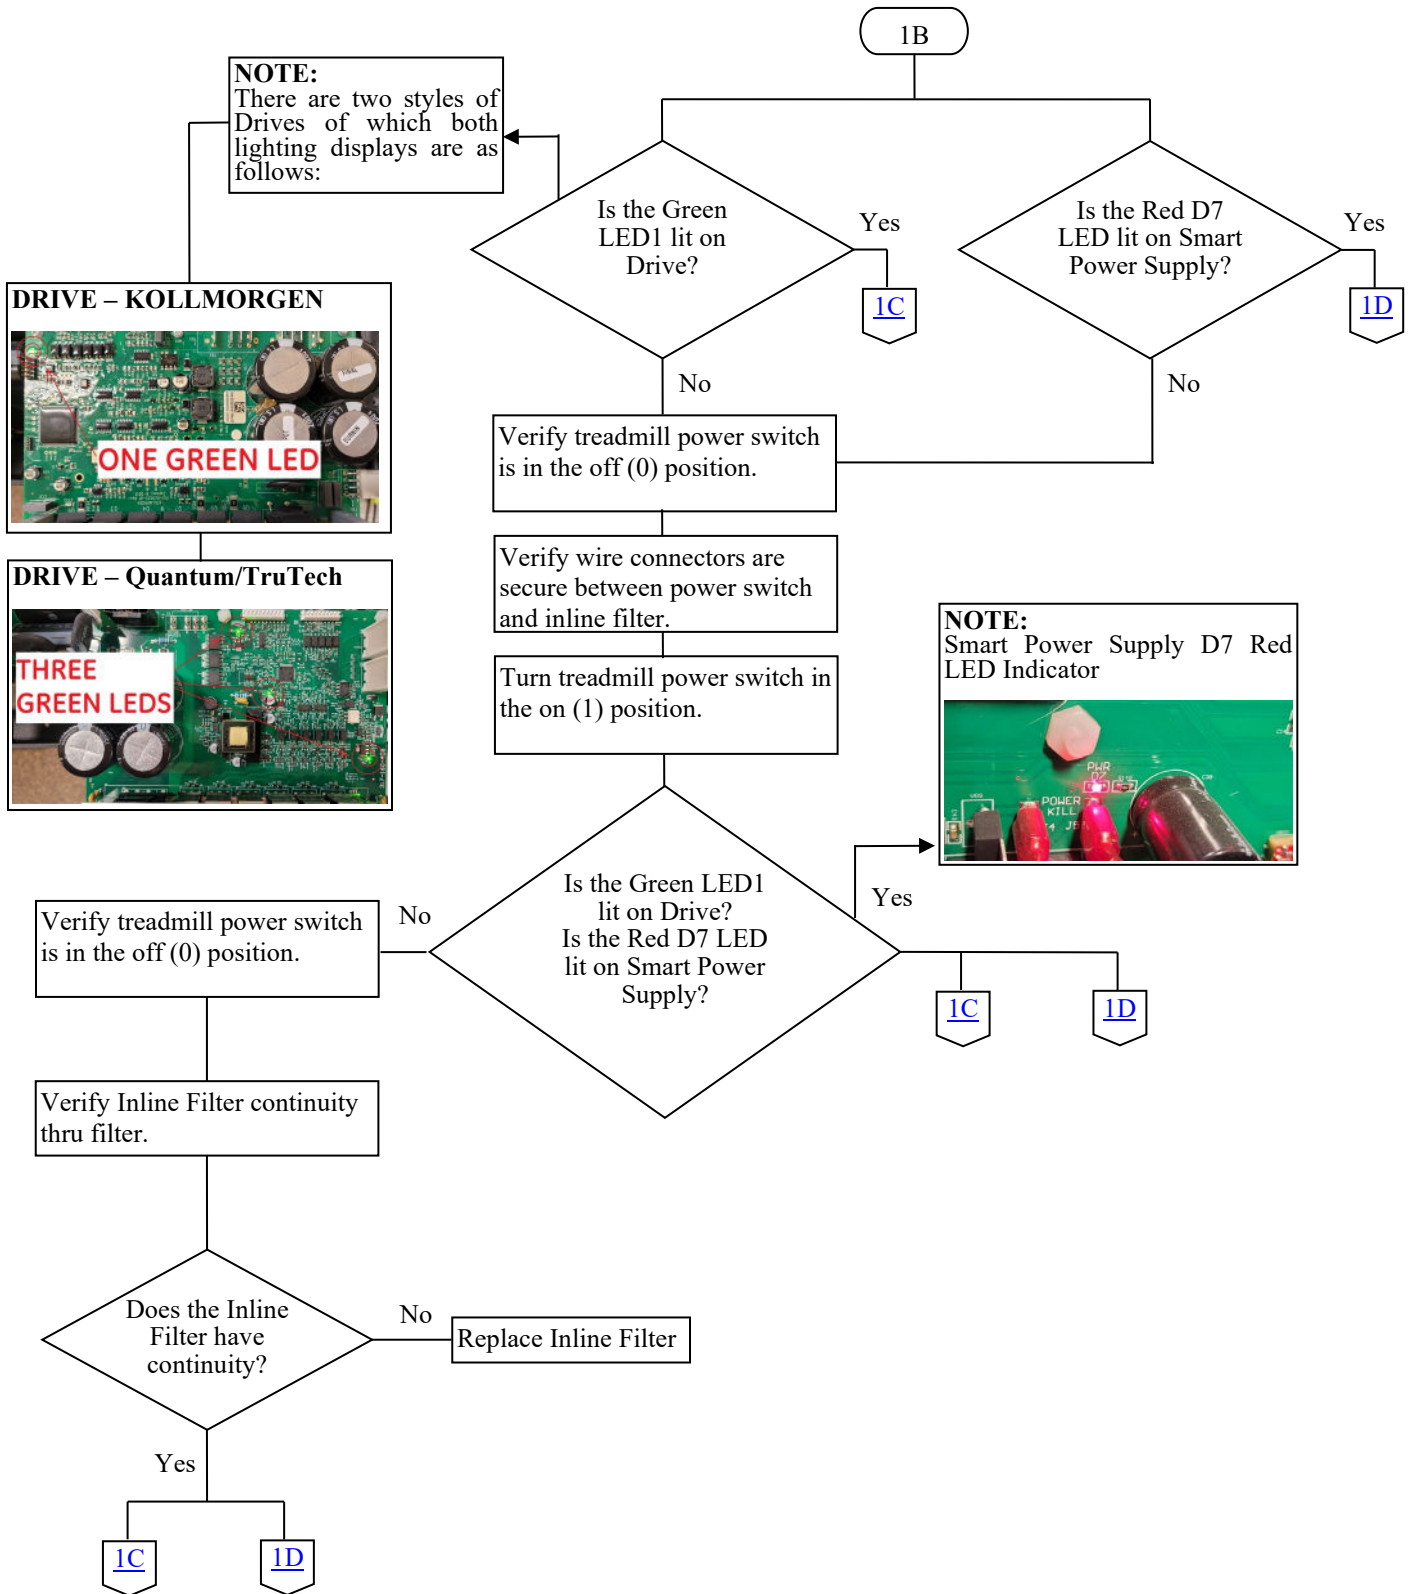 1B
NOTE:
There are two styles of
Drives of which both
lighting displays are as
follows:
Is the Green
LED1 lit on
Drive?
Yes
1C
Is the Red D7
LED lit on Smart
Power Supply?
Yes
1D
No
No
DRIVE – KOLLMORGEN
ONE GREEN LED
DRIVE – Quantum/TruTech
THREE
GREEN LEDS
Verify treadmill power switch
is in the off (0) position.
Verify wire connectors are
secure between power switch
and inline filter.
Turn treadmill power switch in
the on (1) position.
NOTE:
Smart Power Supply D7 Red
LED Indicator
PWR
D7
POWER
KILL
Is the Green LED1
lit on Drive?
Is the Red D7 LED
lit on Smart Power
Supply?
Yes
1C
1D
No
Verify treadmill power switch
is in the off (0) position.
Verify Inline Filter continuity
thru filter.
Does the Inline
Filter have
continuity?
No
Replace Inline Filter
Yes
1C
1D